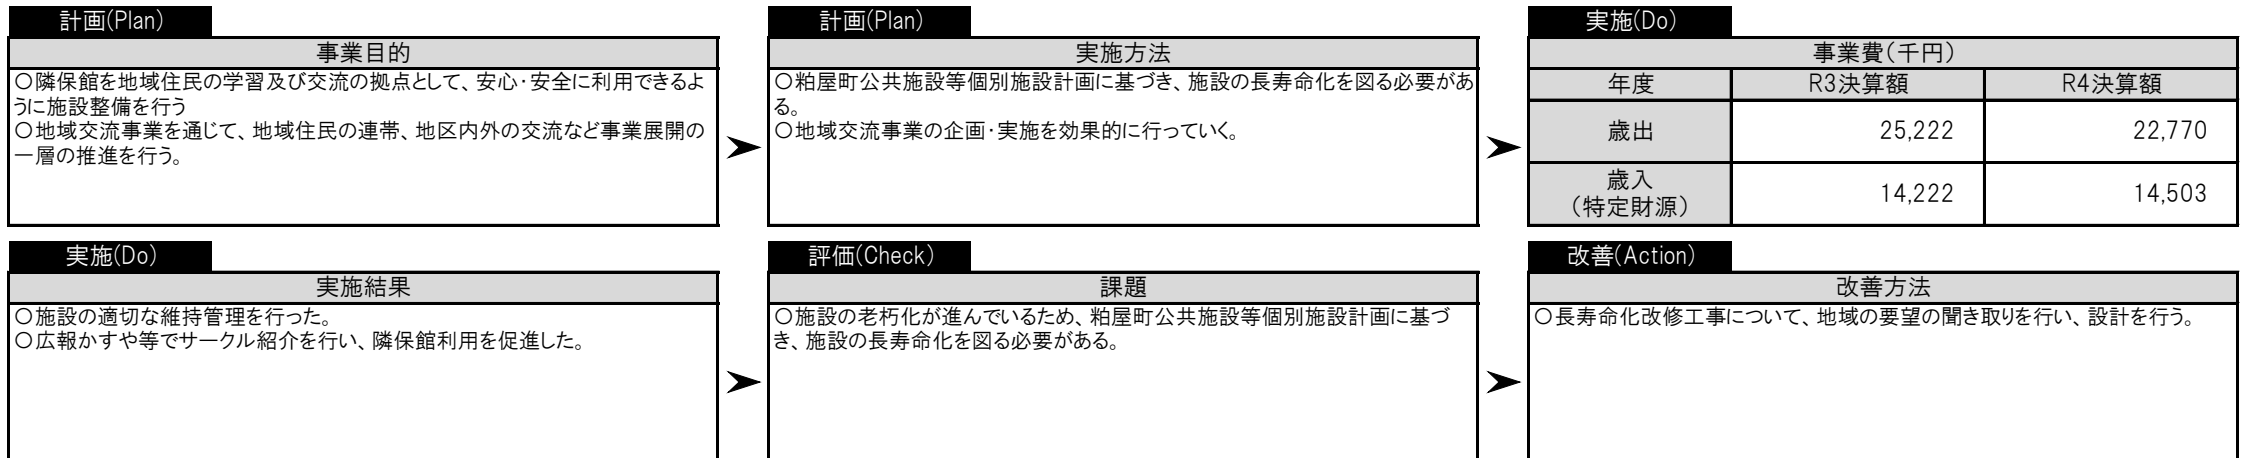 計画(Plan)
事業目的
○隣保館を地域住民の学習及び交流の拠点として、安心・安全に利用できるよ
うに施設整備を行う
○地域交流事業を通じて、地域住民の連帯、地区内外の交流など事業展開の
一層の推進を行う。
計画(Plan)
実施方法
○粕屋町公共施設等個別施設計画に基づき、施設の長寿命化を図る必要があ
る。
○地域交流事業の企画・実施を効果的に行っていく。
実施(Do)
事業費(千円)
年度 R3決算額 R4決算額
歳出 25,222 22,770
歳入
(特定財源) 14,222 14,503
実施(Do)
実施結果
○施設の適切な維持管理を行った。
○広報かすや等でサークル紹介を行い、隣保館利用を促進した。
評価(Check)
課題
○施設の老朽化が進んでいるため、粕屋町公共施設等個別施設計画に基づ
き、施設の長寿命化を図る必要がある。
改善(Action)
改善方法
○長寿命化改修工事について、地域の要望の聞き取りを行い、設計を行う。